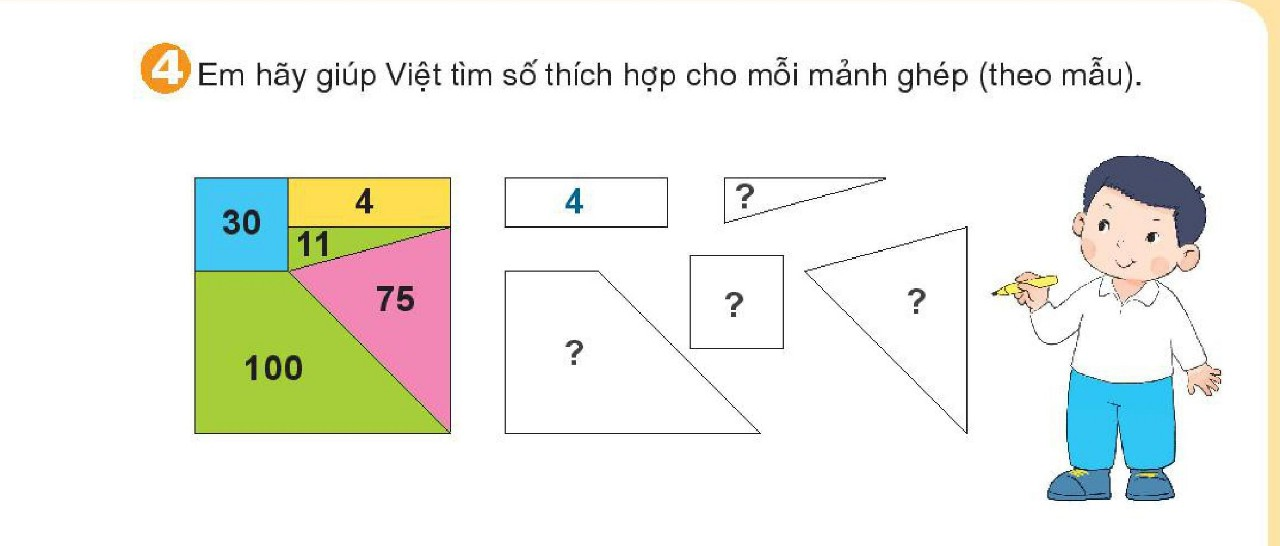 4 Em hãy giúp Việt tìm số thích hợp cho mỗi mảnh ghép (theo mẫu).
30 4 4 ?
11
75 ? ?
100 ?